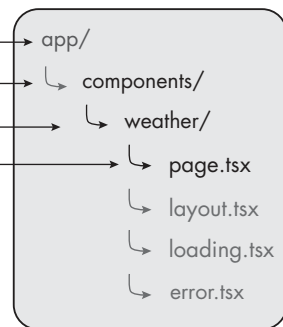 app/
components/
weather/
page.tsx
layout.tsx
loading.tsx
error.tsx